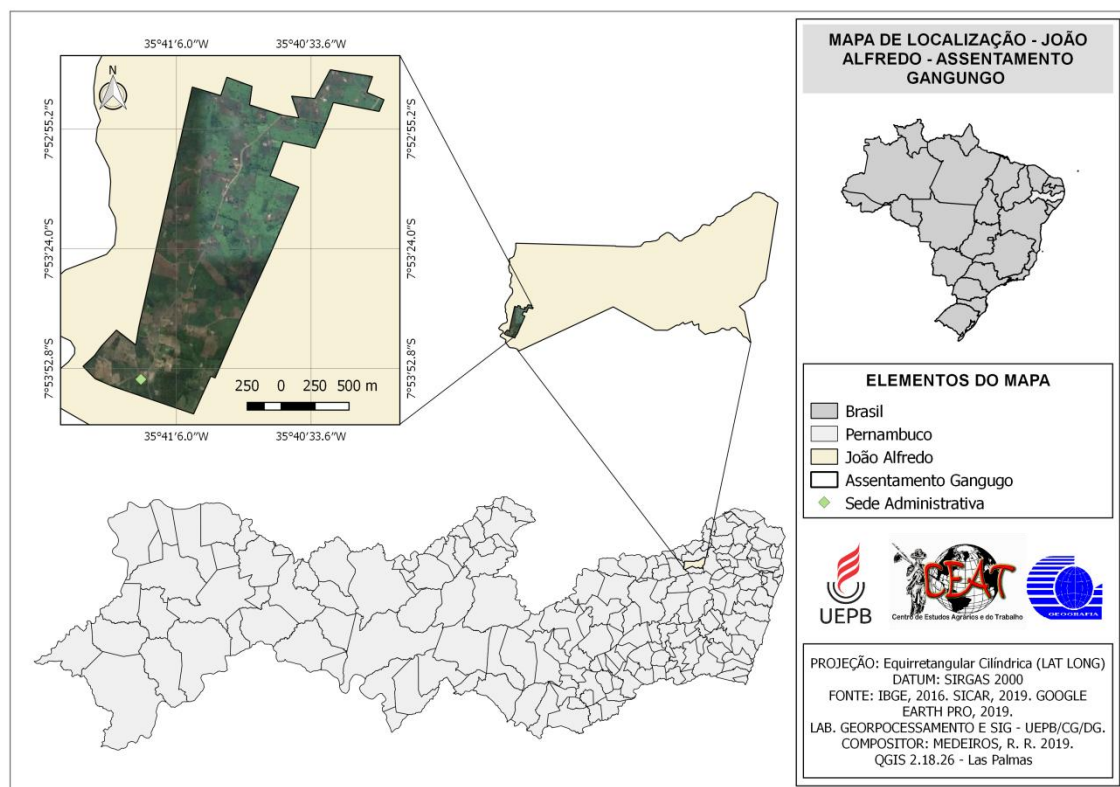 MAPA DE LOCALIZAÇÃO - JOÃO
ALFREDO - ASSENTAMENTO
GANGUNGO
35°41'6.0"W 35°40'33.6"W
N
7°52'55.2"S 7°52'55.2"S
7°53'24.0"S 7°53'24.0"S
7°53'52.8"S 7°53'52.8"S
250 0 250 500 m
35°41'6.0"W 35°40'33.6"W
ELEMENTOS DO MAPA
Brasil
Pernambuco
João Alfredo
Assentamento Gangugo
Sede Administrativa
UEPB
CEAT
Centro de Estudos Agrários e do Trabalho
GEOGRAFIA
PROJEÇÃO: Equirretangular Cilíndrica (LAT LONG)
DATUM: SIRGAS 2000
FONTE: IBGE, 2016. SICAR, 2019. GOOGLE
EARTH PRO, 2019.
LAB. GEORPOCESSAMENTO E SIG - UEPB/CG/DG.
COMPOSITOR: MEDEIROS, R. R. 2019.
QGIS 2.18.26 - Las Palmas